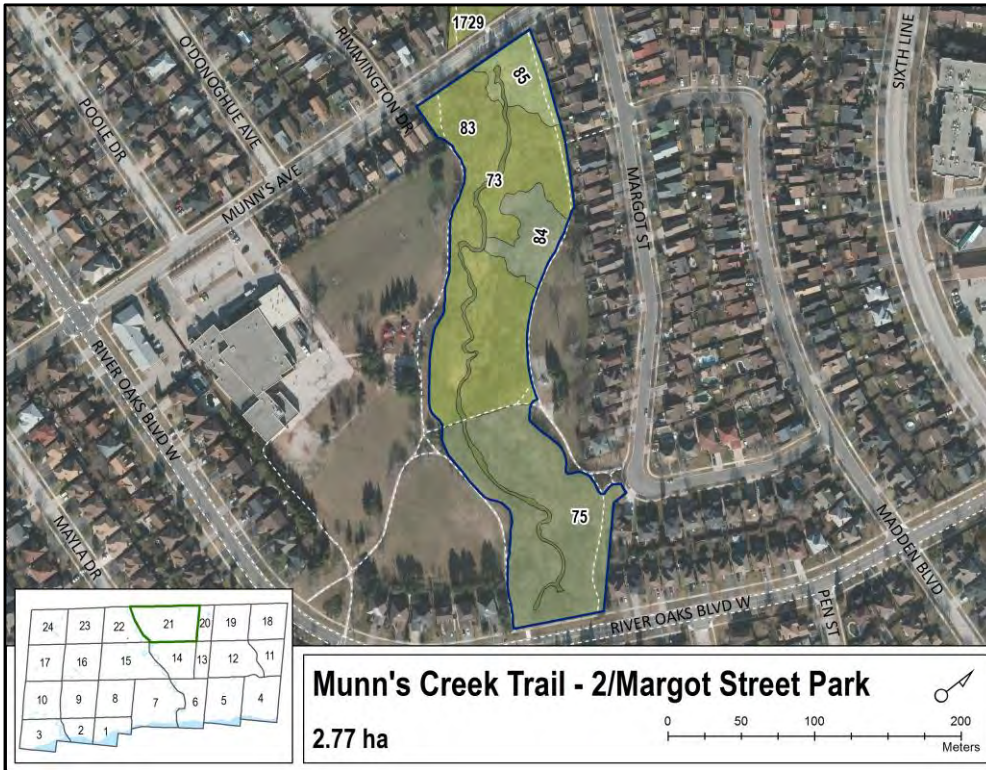 1729
85
83
73
84
75
POOLE DR
O'DONOGHUE AVE
RIMMINGTON DR
MUNN'S AVE
MARGOT ST
SIXTH LINE
RIVER OAKS BLVD W
MAYLA DR
MADDEN BLVD
PEN ST
RIVER OAKS BLVD W
24 23 22 21 20 19 18
17 16 15 14 13 12 11
10 9 8 7 6 5 4
3 2 1
Munn's Creek Trail - 2/Margot Street Park
2.77 ha
0 50 100 200
Meters